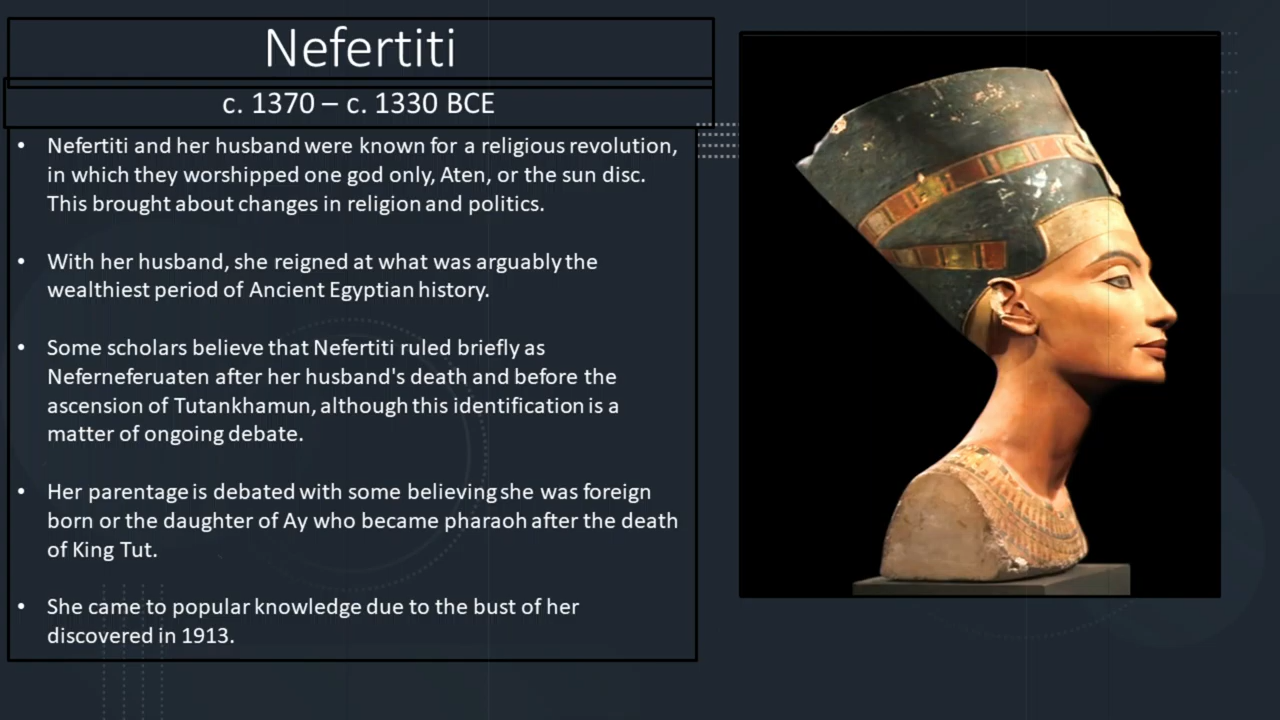 Nefertiti
c. 1370 – c. 1330 BCE
• Nefertiti and her husband were known for a religious revolution,
in which they worshipped one god only, Aten, or the sun disc.
This brought about changes in religion and politics.
• With her husband, she reigned at what was arguably the
wealthiest period of Ancient Egyptian history.
• Some scholars believe that Nefertiti ruled briefly as
Neferneferuaten after her husband's death and before the
ascension of Tutankhamun, although this identification is a
matter of ongoing debate.
• Her parentage is debated with some believing she was foreign
born or the daughter of Ay who became pharaoh after the death
of King Tut.
• She came to popular knowledge due to the bust of her
discovered in 1913.